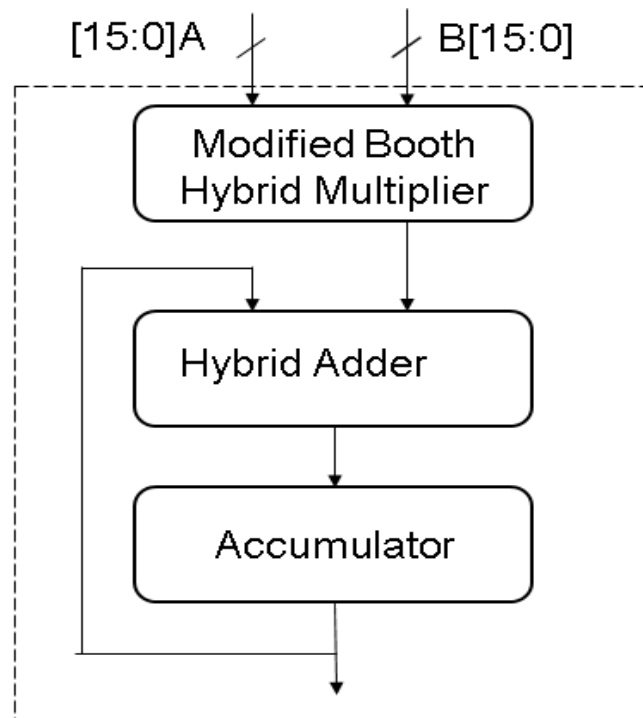 [15:0]A
B[15:0]
Modified Booth
Hybrid Multiplier
Hybrid Adder
Accumulator